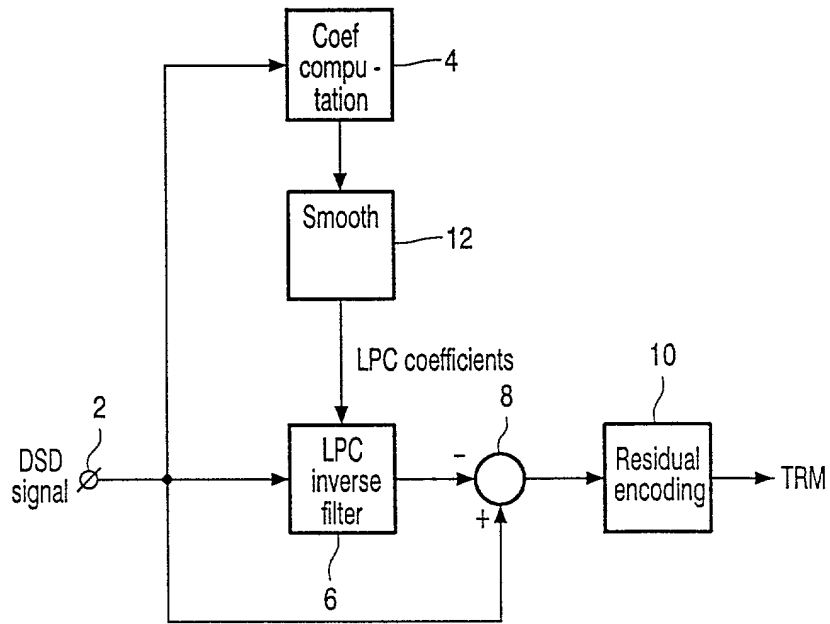 Coef
compu -
tation
4
Smooth
12
LPC coefficients
10
8
2
DSD
signal
LPC
inverse
filter
-
+
Residual
encoding
TRM
6